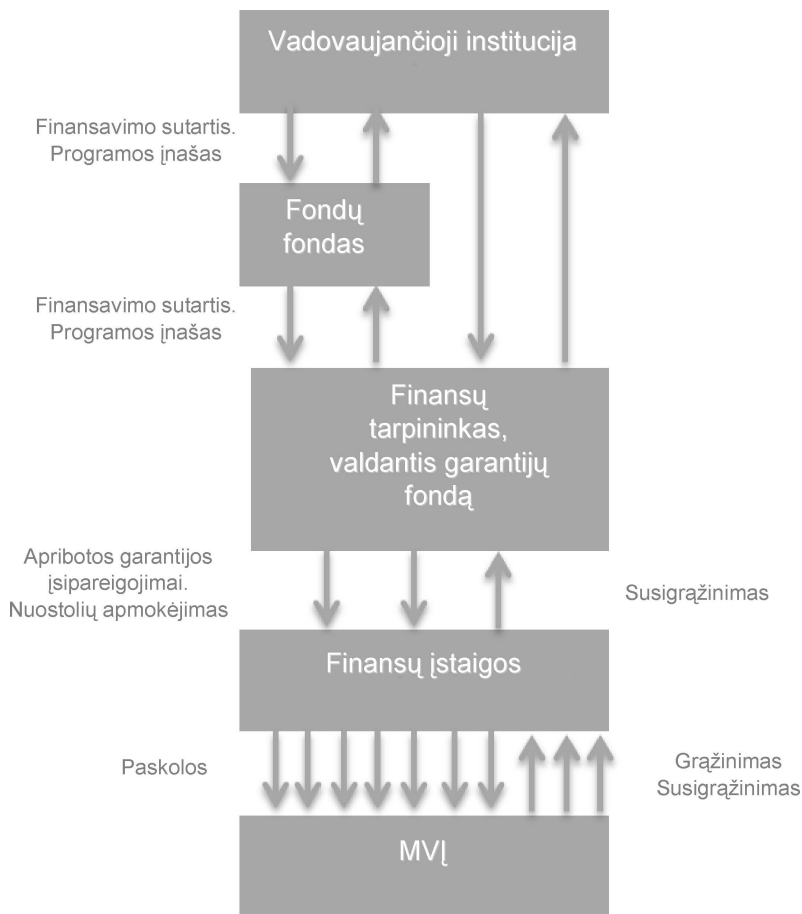 Vadovaujančioji institucija
Finansavimo sutartis.
Programos įnašas
Fondų
fondas
Finansavimo sutartis.
Programos įnašas
Finansų
tarpininkas,
valdantis garantijų
fondą
Apribotos garantijos
įsipareigojimai.
Nuostolių apmokėjimas
Susigrąžinimas
Finansų įstaigos
Paskolos
Grąžinimas
Susigrąžinimas
MVĮ